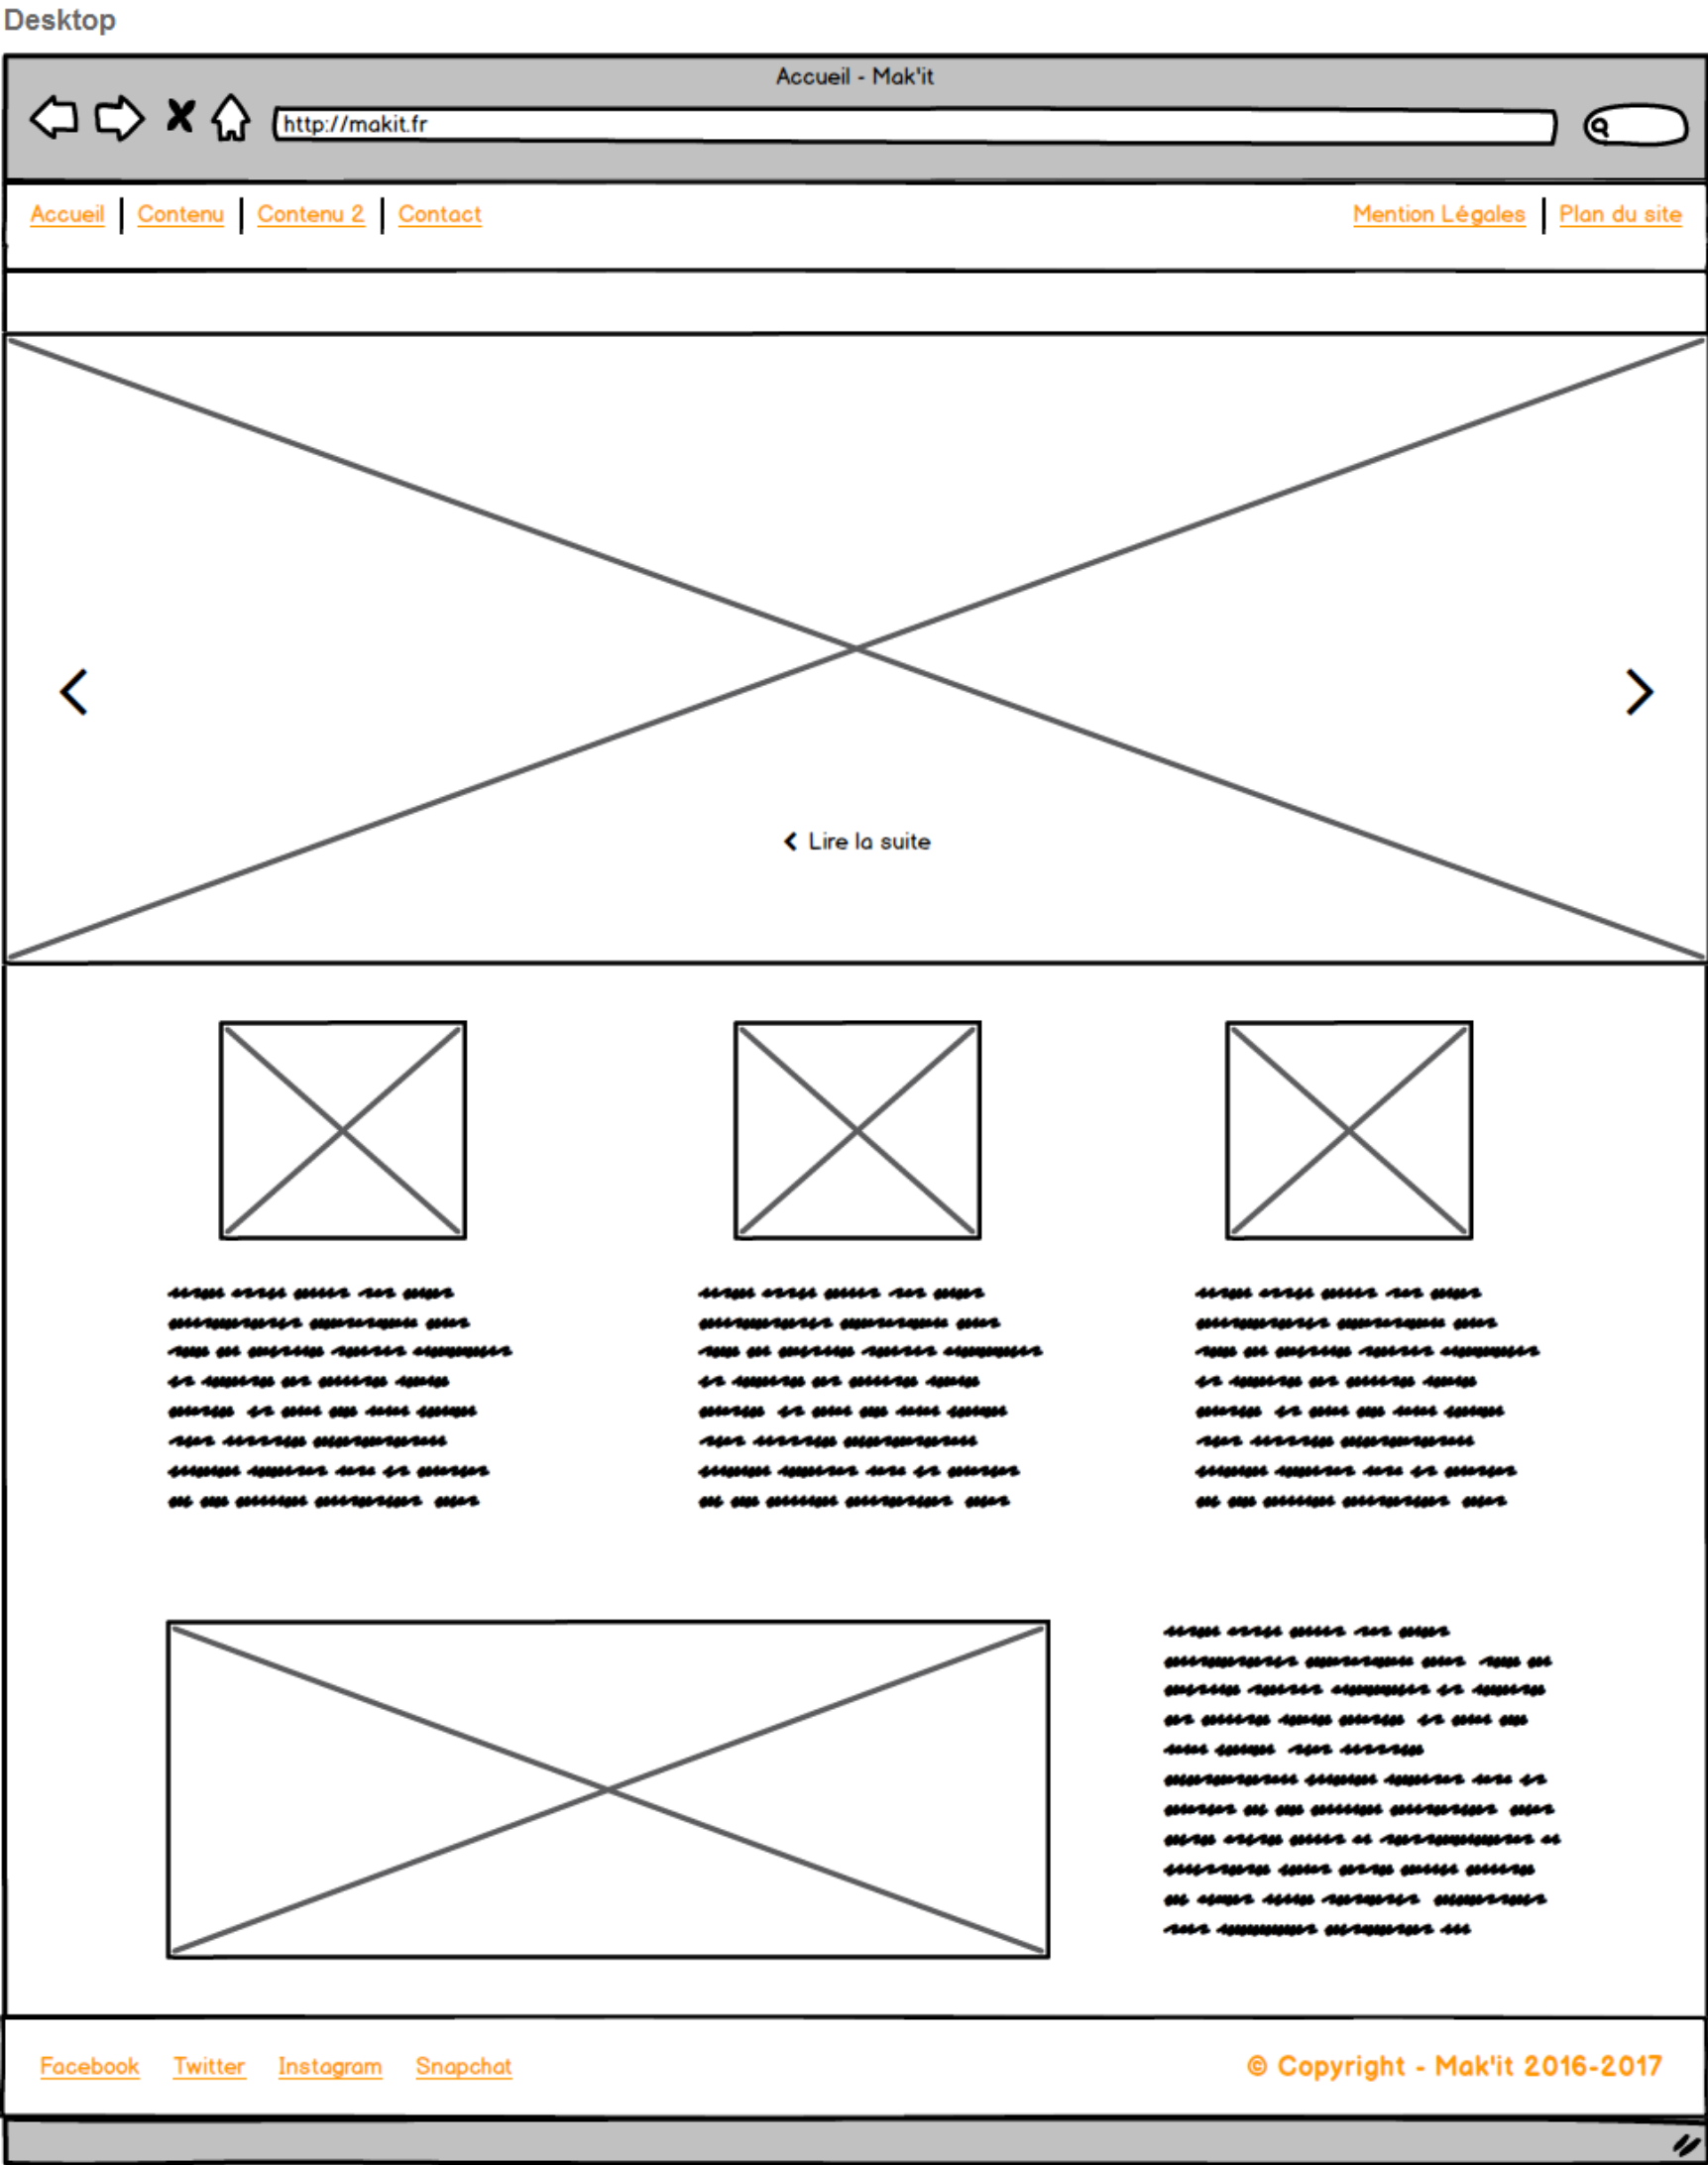 Desktop
Accueil - Mak'it
http://makit.fr
Accueil | Contenu | Contenu 2 | Contact Mention Légales | Plan du site
Lire la suite
Facebook Twitter Instagram Snapchat © Copyright - Mak'it 2016-2017